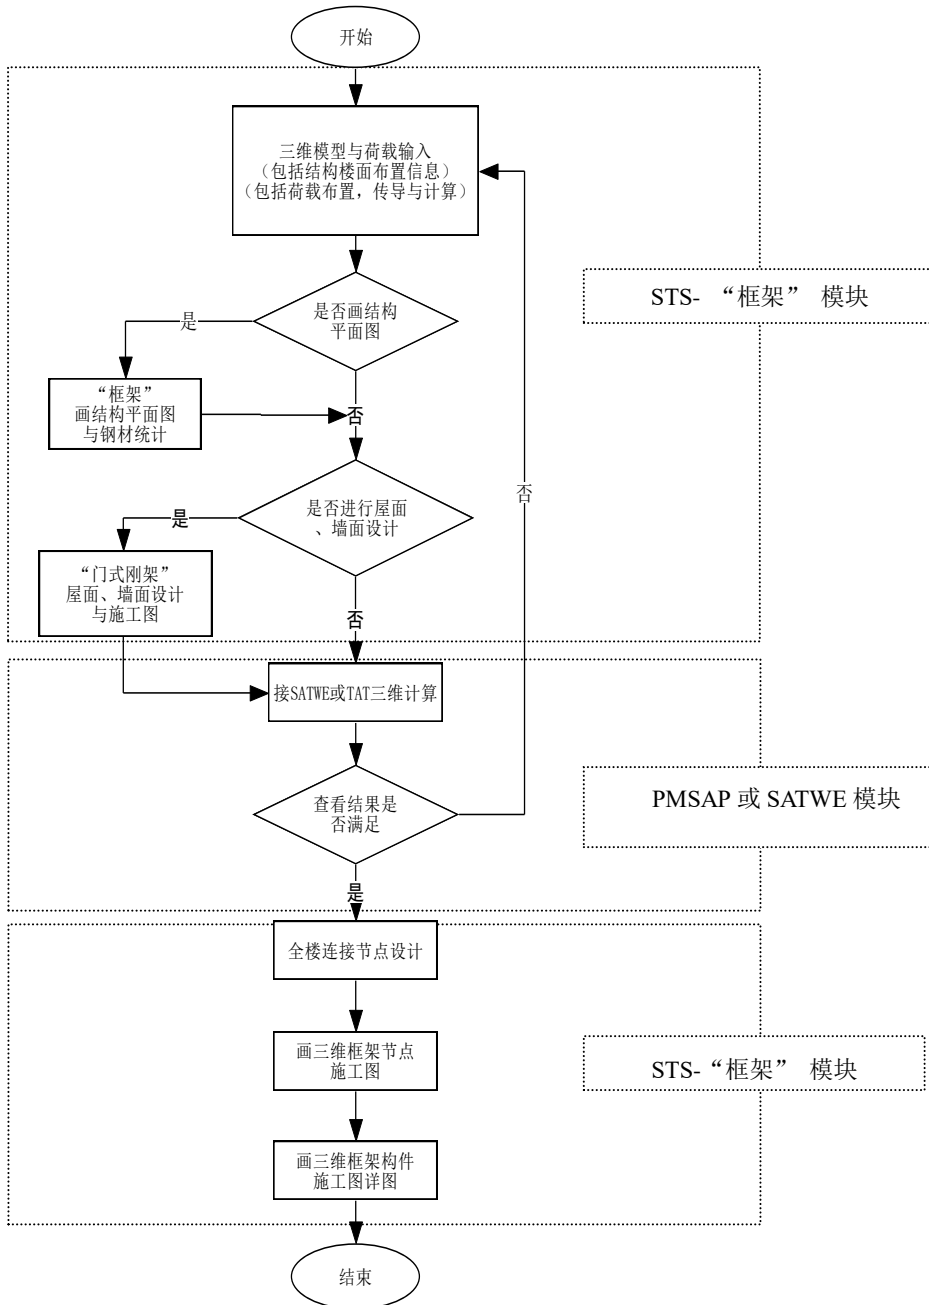 开始
三维模型与荷载输入
（包括结构楼面布置信息）
（包括荷载布置，传导与计算）
STS- “框架” 模块
是否画结构
平面图
是
“框架”
画结构平面图
与钢材统计
否
否
是否进行屋面
、墙面设计
是
“门式刚架”
屋面、墙面设计
与施工图
否
接SATWE或TAT三维计算
PMSAP 或 SATWE 模块
查看结果是
否满足
是
全楼连接节点设计
画三维框架节点
施工图
STS-“框架” 模块
画三维框架构件
施工图详图
结束